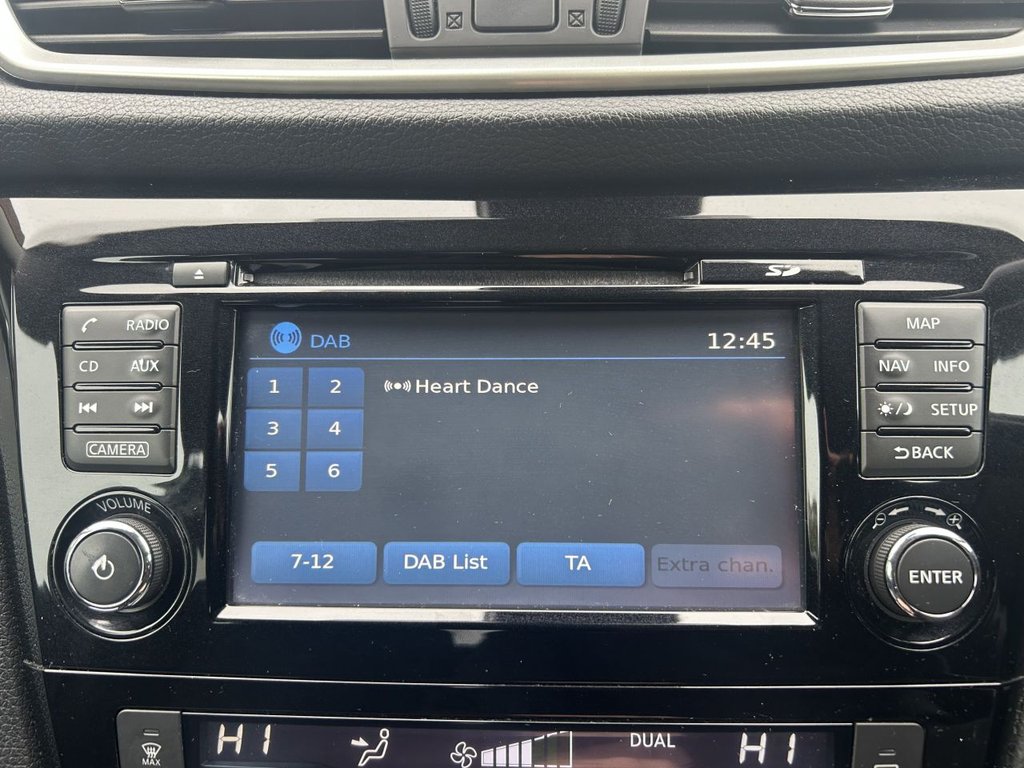 SD
RADIO
MAP
CD AUX
NAV INFO
SETUP
CAMERA
BACK
VOLUME
ENTER
DAB 12:45
1 2 Heart Dance
3 4
5 6
7-12 DAB List TA Extra chan.
HI DUAL HI
MAX